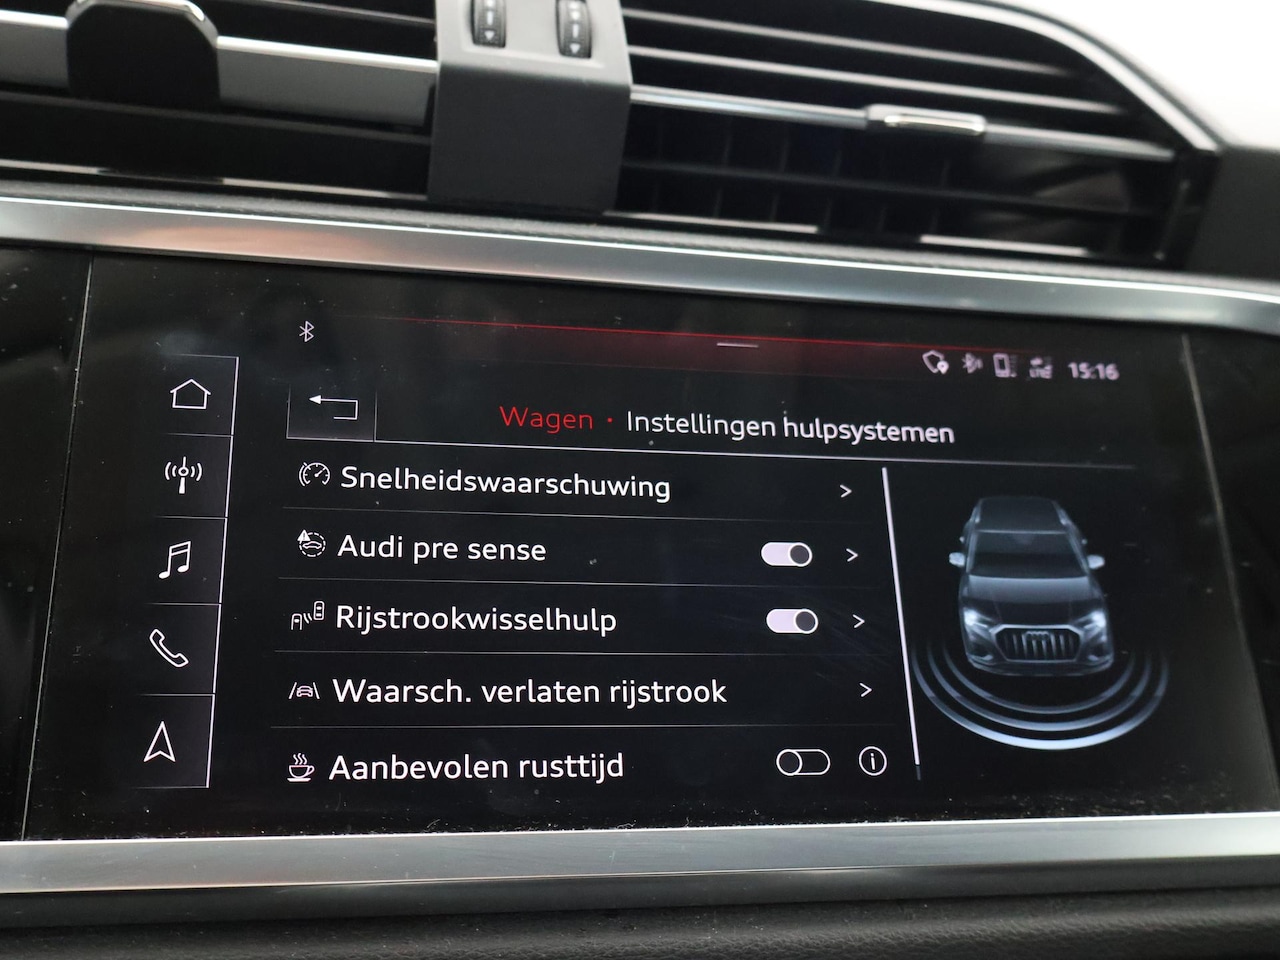 15:16
Wagen · Instellingen hulpsystemen
Snelheidswaarschuwing
Audi pre sense
Rijstrookwisselhulp
Waarsch. verlaten rijstrook
Aanbevolen rusttijd